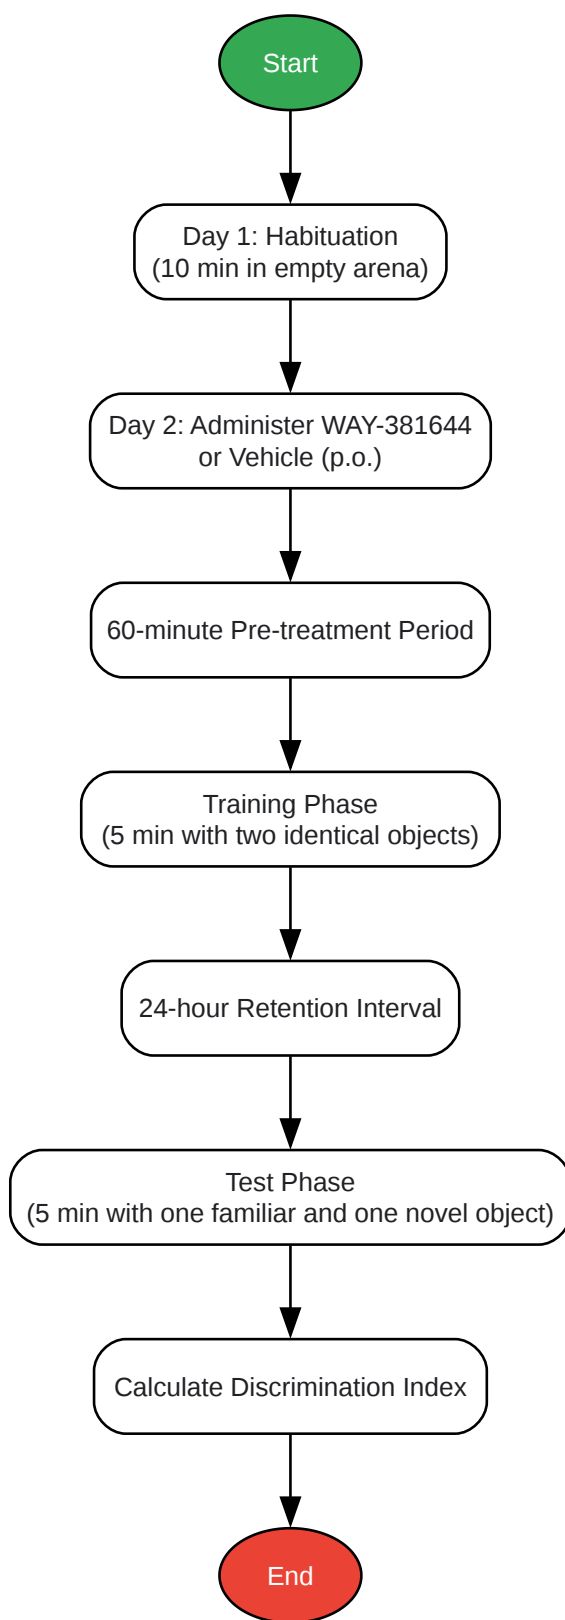 Start
Day 1: Habituation
(10 min in empty arena)
Day 2: Administer WAY-381644
or Vehicle (p.o.)
60-minute Pre-treatment Period
Training Phase
(5 min with two identical objects)
24-hour Retention Interval
Test Phase
(5 min with one familiar and one novel object)
Calculate Discrimination Index
End